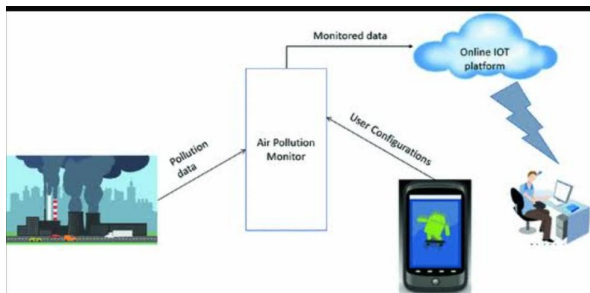 Monitored data
Online IOT
platform
Air Pollution
Monitor
User Configurations
Pollution
data